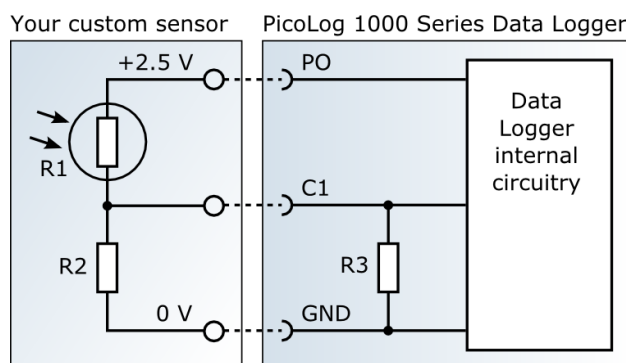 Your custom sensor
PicoLog 1000 Series Data Logger
+2.5 V
PO
R1
C1
R2
R3
0 V
GND
Data
Logger
internal
circuitry